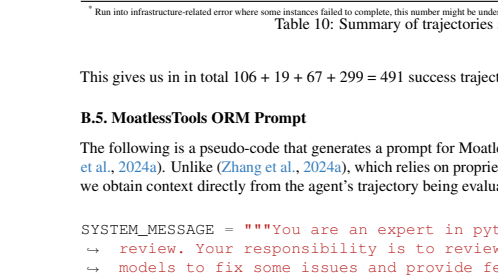 * Run into infrastructure-related error where some instances failed to complete, this number might be under
Table 10: Summary of trajectories
This gives us in in total 106 + 19 + 67 + 299 = 491 success traject
B.5. MoatlessTools ORM Prompt
The following is a pseudo-code that generates a prompt for Moatle
et al., 2024a). Unlike (Zhang et al., 2024a), which relies on proprie
we obtain context directly from the agent's trajectory being evalua
SYSTEM_MESSAGE = """You are an expert in pyt
↪ review. Your responsibility is to review
↪ models to fix some issues and provide fe